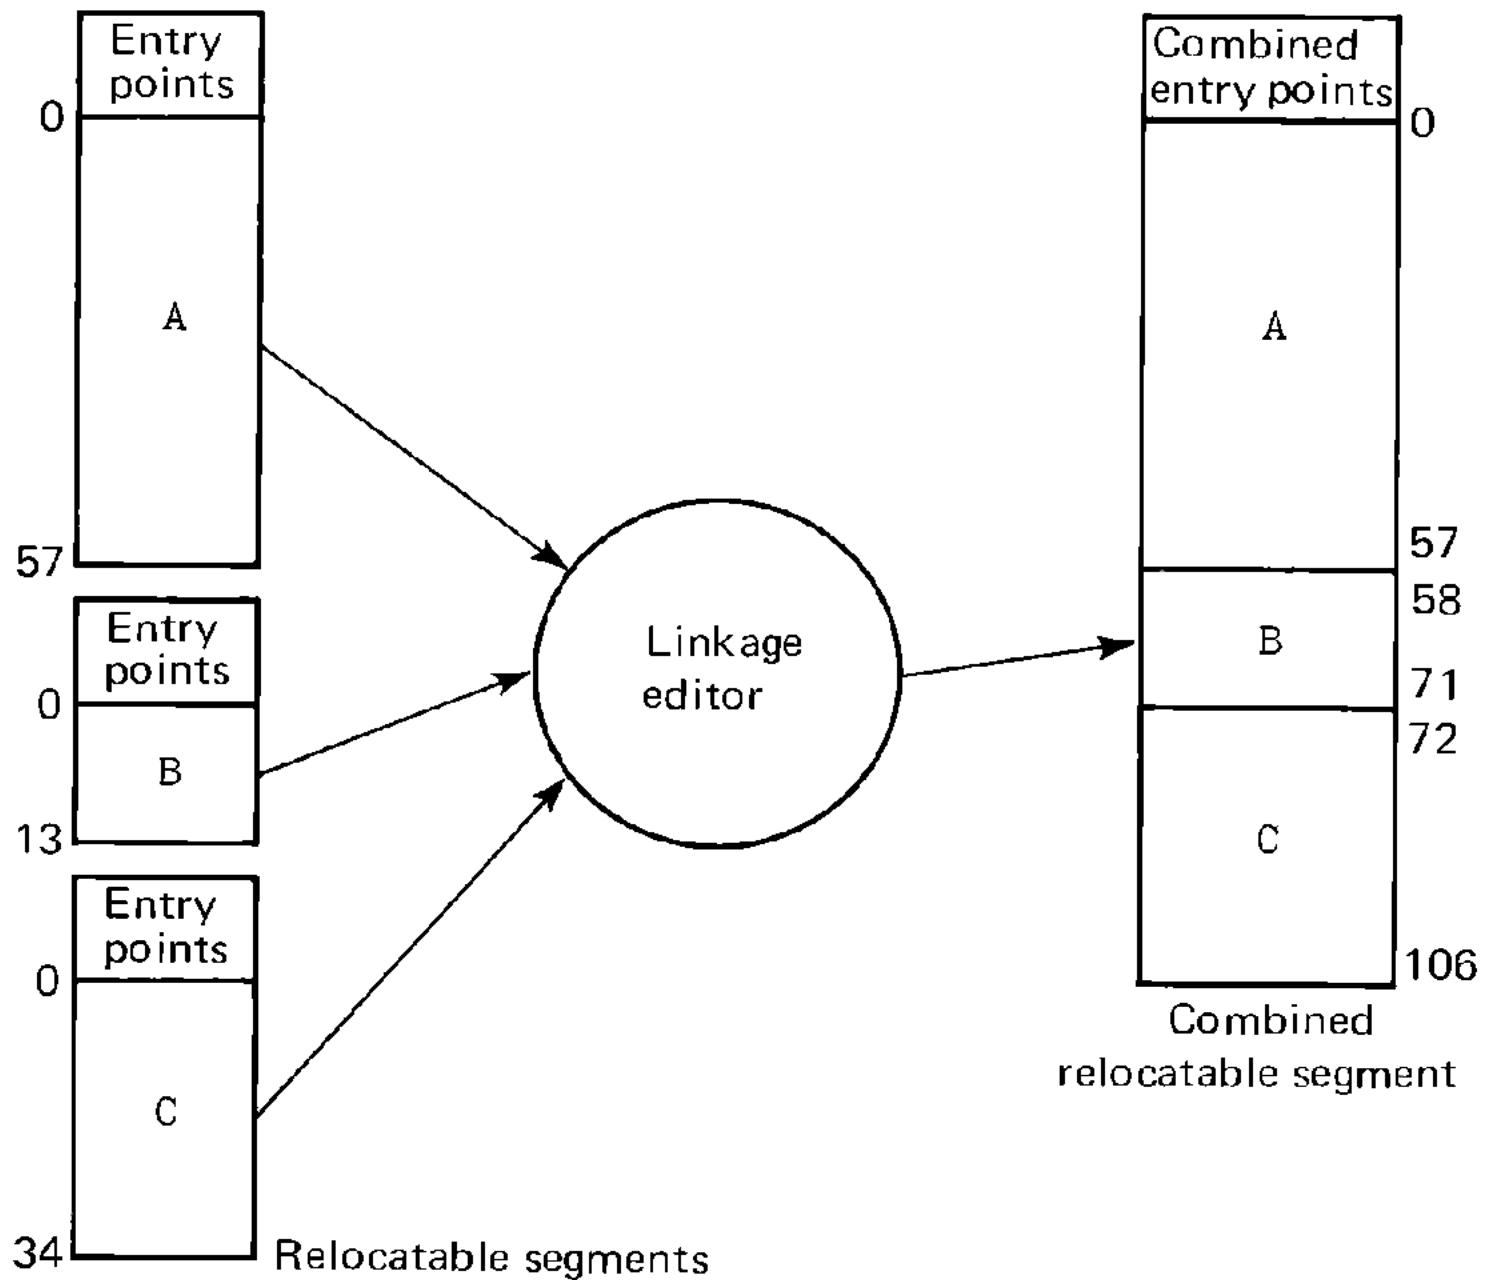 Entry
points
0
A
57
Entry
points
0
B
13
Entry
points
0
C
34
Relocatable segments
Linkage
editor
Combined
entry points
0
A
57
58
B
71
72
C
106
Combined
relocatable segment